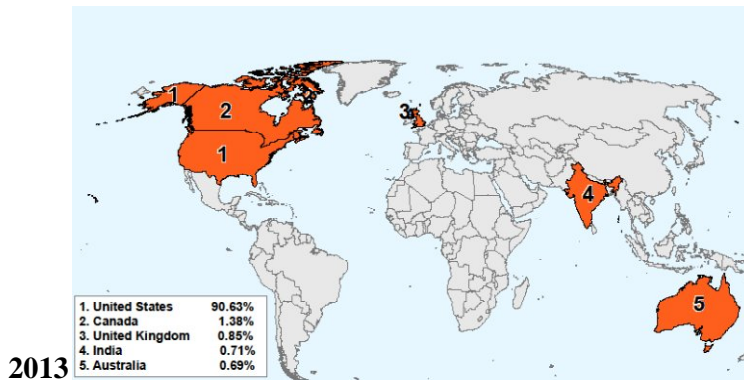 1
2
1
3
4
5
1. United States 90.63%
2. Canada 1.38%
3. United Kingdom 0.85%
4. India 0.71%
5. Australia 0.69%
2013